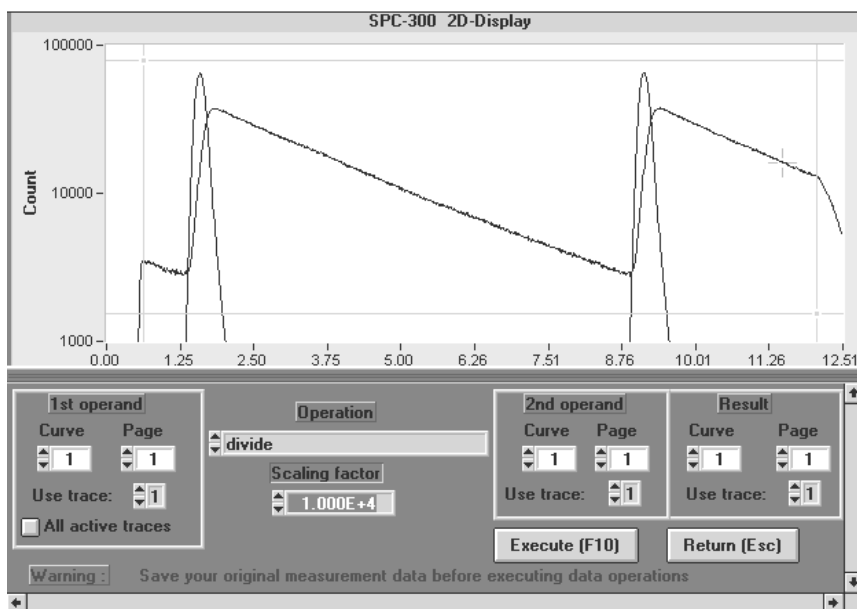 SPC-300 2D-Display
100000
10000
1000
Count
0.00 1.25 2.50 3.75 5.00 6.26 7.51 8.76 10.01 11.26 12.51
1st operand
Curve Page
1 1
Use trace: 1
All active traces
Operation
divide
Scaling factor
1.000E+4
2nd operand
Curve Page
1 1
Use trace: 1
Result
Curve Page
1 1
Use trace: 1
Execute (F10) Return (Esc)
Warning : Save your original measurement data before executing data operations